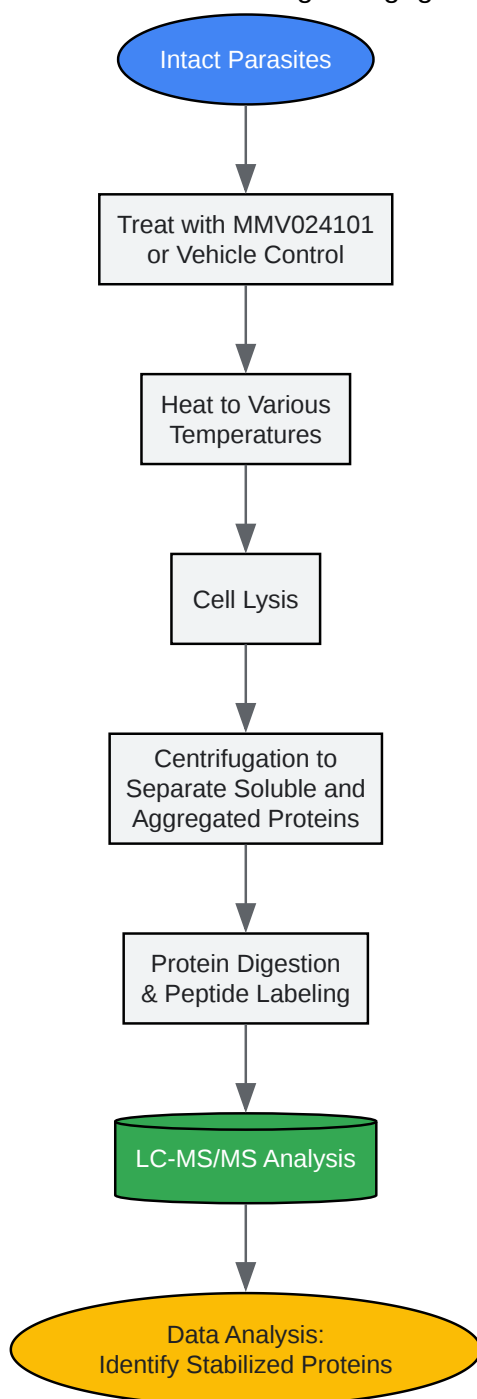 Intact Parasites
Treat with MMV024101
or Vehicle Control
Heat to Various
Temperatures
Cell Lysis
Centrifugation to
Separate Soluble and
Aggregated Proteins
Protein Digestion
& Peptide Labeling
LC-MS/MS Analysis
Data Analysis:
Identify Stabilized Proteins